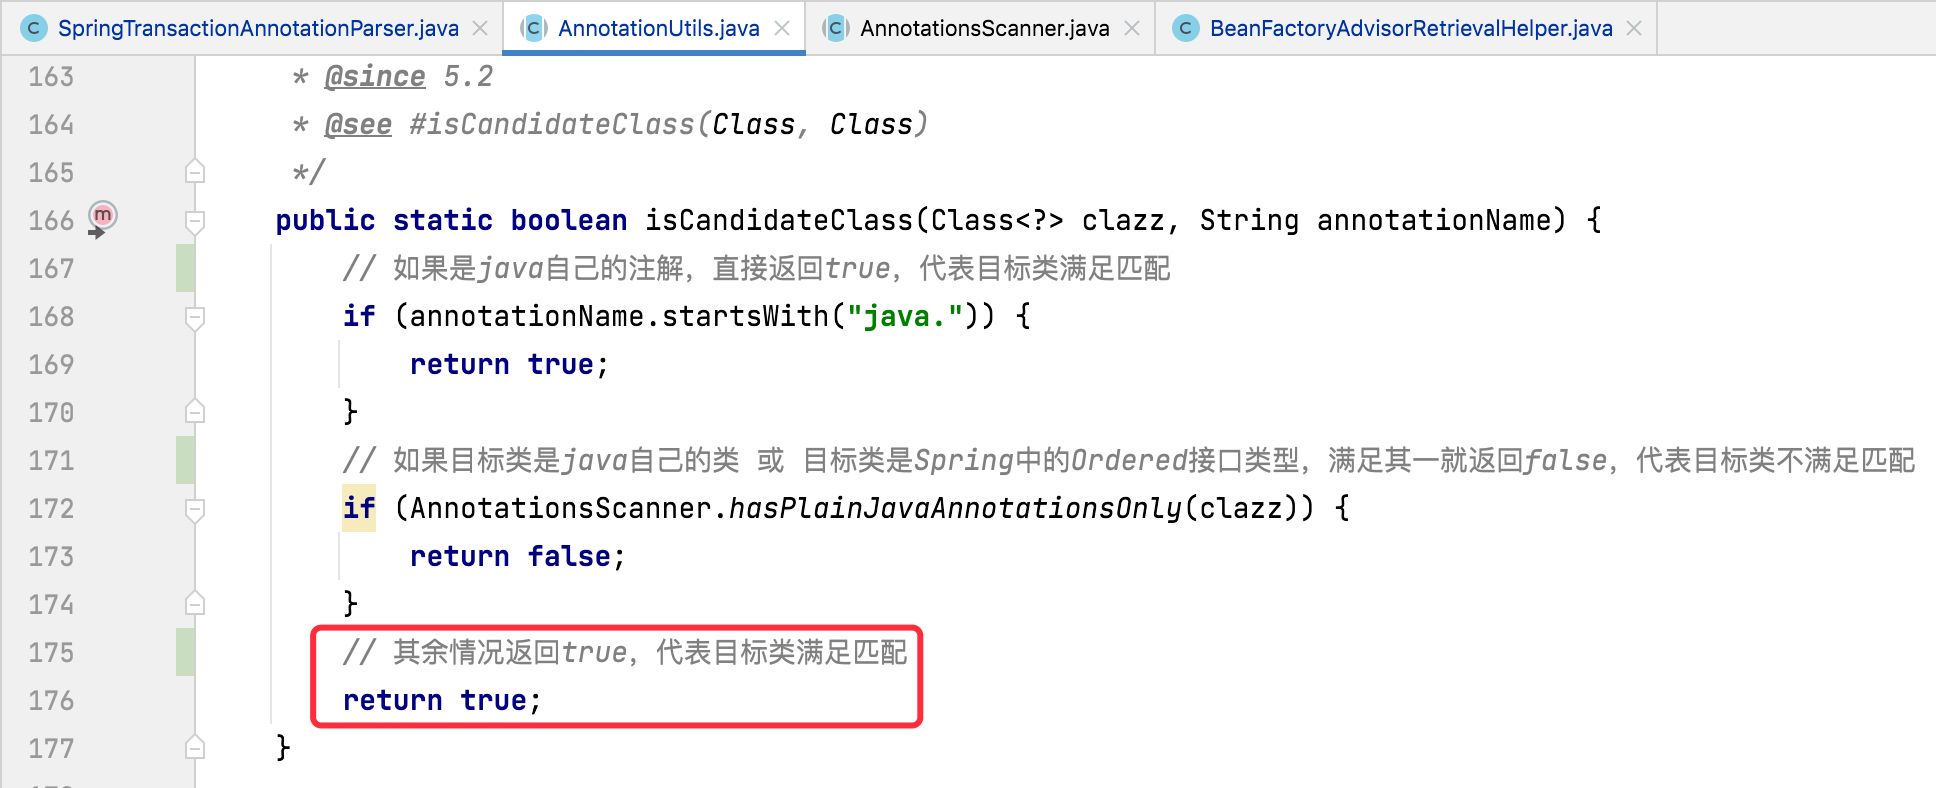 SpringTransactionAnnotationParser.java AnnotationUtils.java AnnotationsScanner.java BeanFactoryAdvisorRetrievalHelper.java
163 * @since 5.2
164 * @see #isCandidateClass(Class, Class)
165 */
166 public static boolean isCandidateClass(Class<?> clazz, String annotationName) {
167 // 如果是java自己的注解，直接返回true，代表目标类满足匹配
168 if (annotationName.startsWith("java.")) {
169 return true;
170 }
171 // 如果目标类是java自己的类 或 目标类是Spring中的Ordered接口类型，满足其一就返回false，代表目标类不满足匹配
172 if (AnnotationsScanner.hasPlainJavaAnnotationsOnly(clazz)) {
173 return false;
174 }
175 // 其余情况返回true，代表目标类满足匹配
176 return true;
177 }